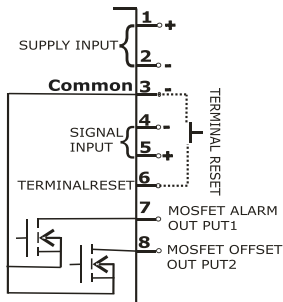 1 +
SUPPLY INPUT
2 -
Common 3 -
4 -
SIGNAL
INPUT
5 +
TERMINAL RESET
6
TERMINALRESET
7 MOSFET ALARM
OUT PUT1
8 MOSFET OFFSET
OUT PUT2